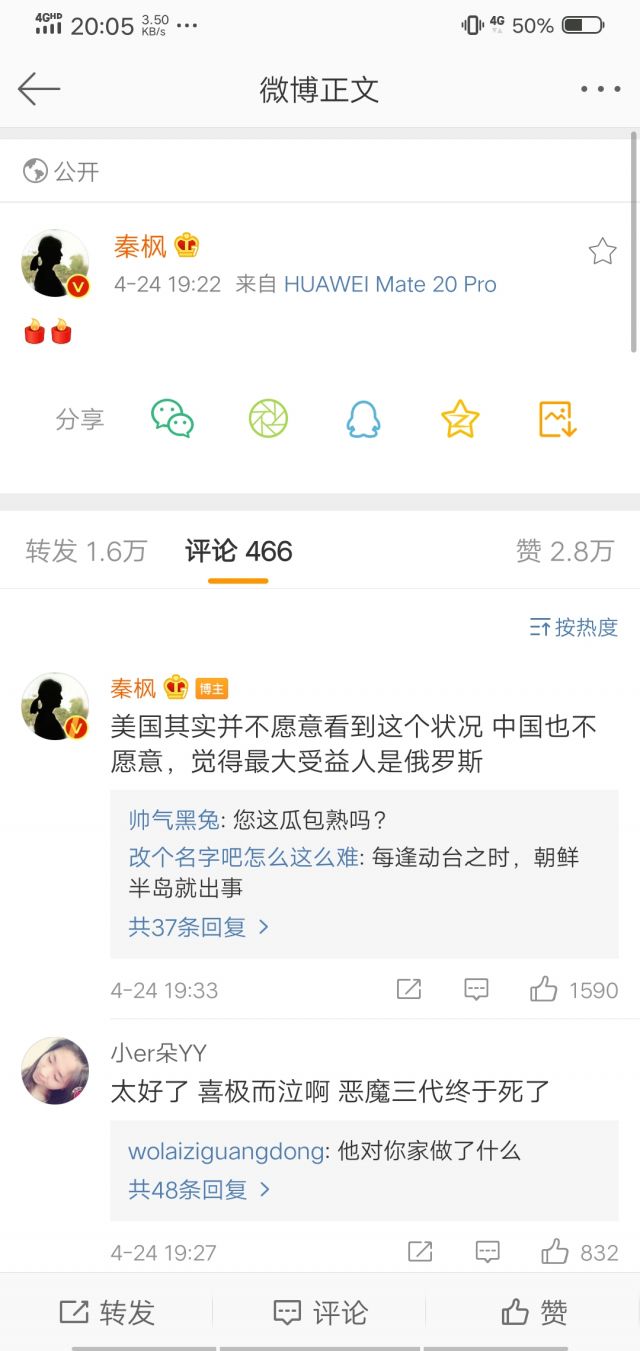 4GHD 20:05 3.50 KB/s ··· 4G 50%
微博正文
公开
秦枫
4-24 19:22 来自 HUAWEI Mate 20 Pro
分享
转发 1.6万 评论 466 赞 2.8万
按热度
秦枫 博主
美国其实并不愿意看到这个状况 中国也不
愿意，觉得最大受益人是俄罗斯
帅气黑兔: 您这瓜包熟吗？
改个名字吧怎么这么难: 每逢动台之时，朝鲜
半岛就出事
共37条回复 >
4-24 19:33 1590
小er朵YY
太好了 喜极而泣啊 恶魔三代终于死了
wolaiziguangdong: 他对你家做了什么
共48条回复 >
4-24 19:27 832
转发 评论 赞